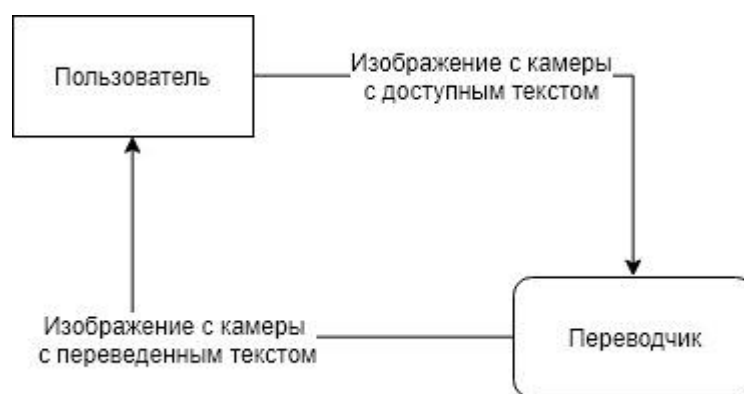 Пользователь
Изображение с камеры
с доступным текстом
Изображение с камеры
с переведенным текстом
Переводчик